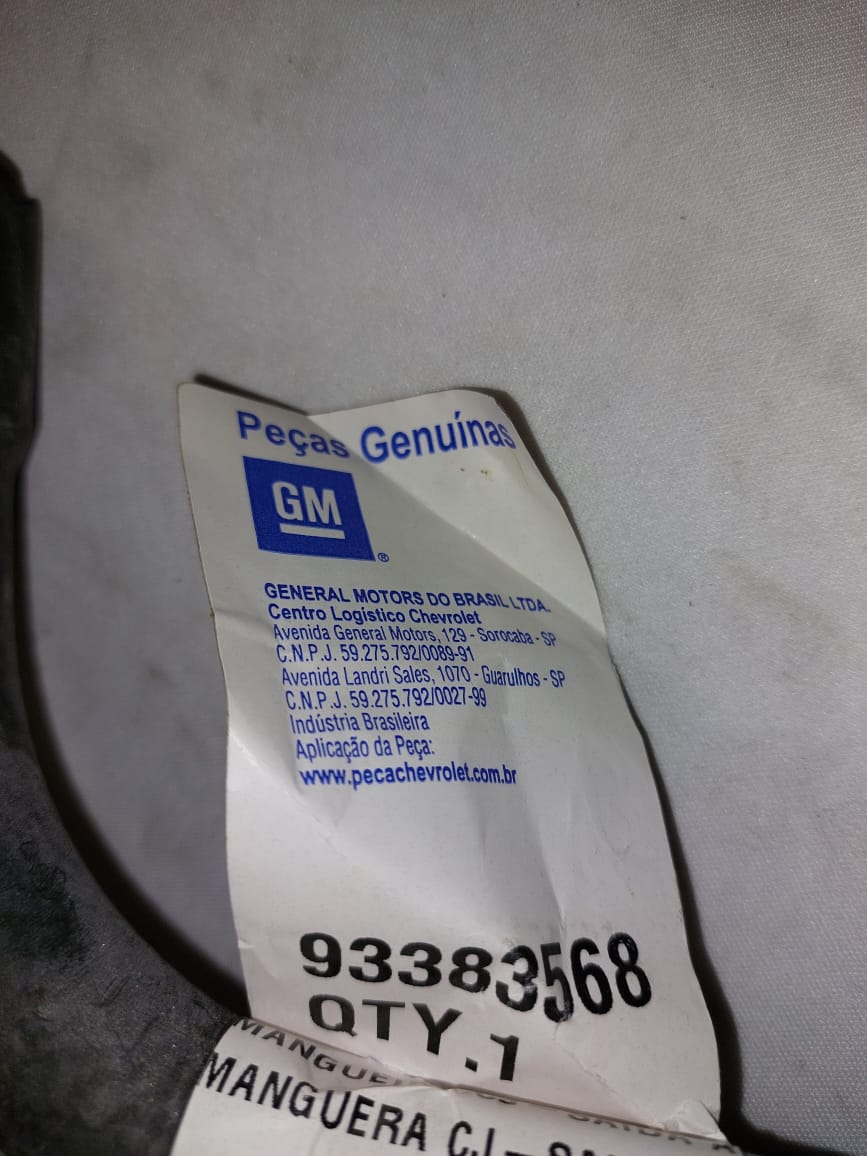 Peças Genuínas
GM
®
GENERAL MOTORS DO BRASIL LTDA.
Centro Logístico Chevrolet
Avenida General Motors, 129 - Sorocaba - SP
C.N.P.J. 59.275.792/0089-91
Avenida Landri Sales, 1070 - Guarulhos - SP
C.N.P.J. 59.275.792/0027-99
Indústria Brasileira
Aplicação da Peça:
www.pecachevrolet.com.br
93383568
QTY.1
MANGUERA CJ-